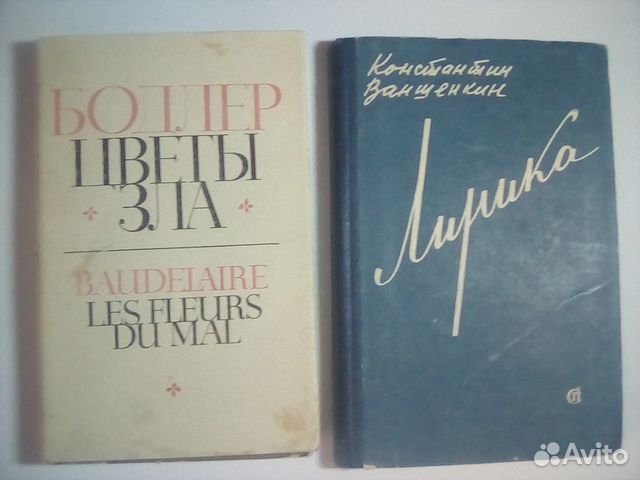 БОДЛЕР
ЦВЕТЫ
ЗЛА
BAUDELAIRE
LES FLEURS
DU MAL
Константин
Ваншенкин
Лирика
Avito